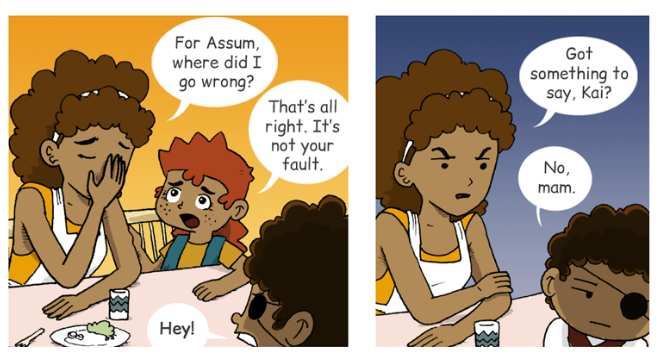 For Assum,
where did I
go wrong?
That's all
right. It's
not your
fault.
Hey!
Got
something to
say, Kai?
No,
mam.